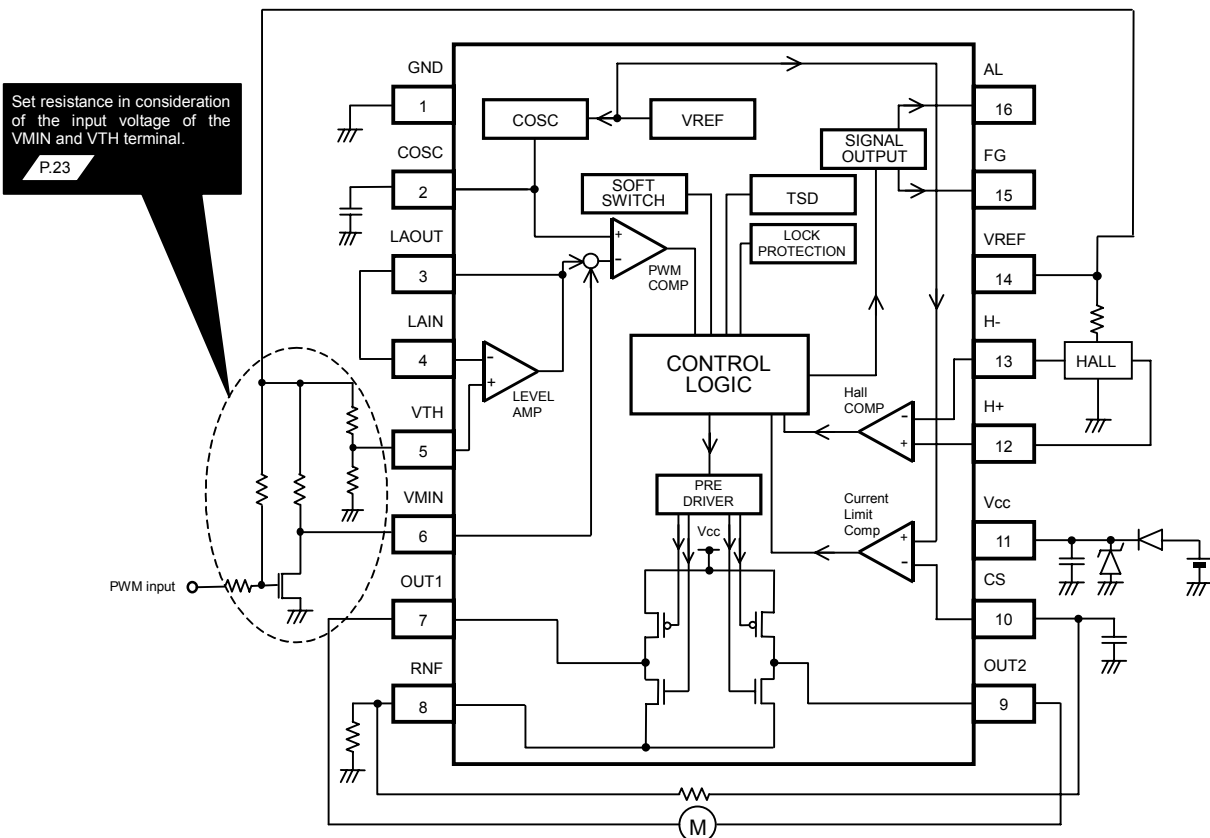 Set resistance in consideration
of the input voltage of the
VMIN and VTH terminal.
P.23
GND
1
COSC
2
LAOUT
3
LAIN
4
VTH
5
VMIN
6
OUT1
7
RNF
8
PWM input
COSC
VREF
SOFT
SWITCH
TSD
LOCK
PROTECTION
SIGNAL
OUTPUT
+
-
PWM
COMP
-
+
LEVEL
AMP
CONTROL
LOGIC
Hall
COMP
-
+
PRE
DRIVER
Vcc
Current
Limit
Comp
+
-
AL
16
FG
15
VREF
14
H-
13
HALL
H+
12
Vcc
11
CS
10
OUT2
9
M